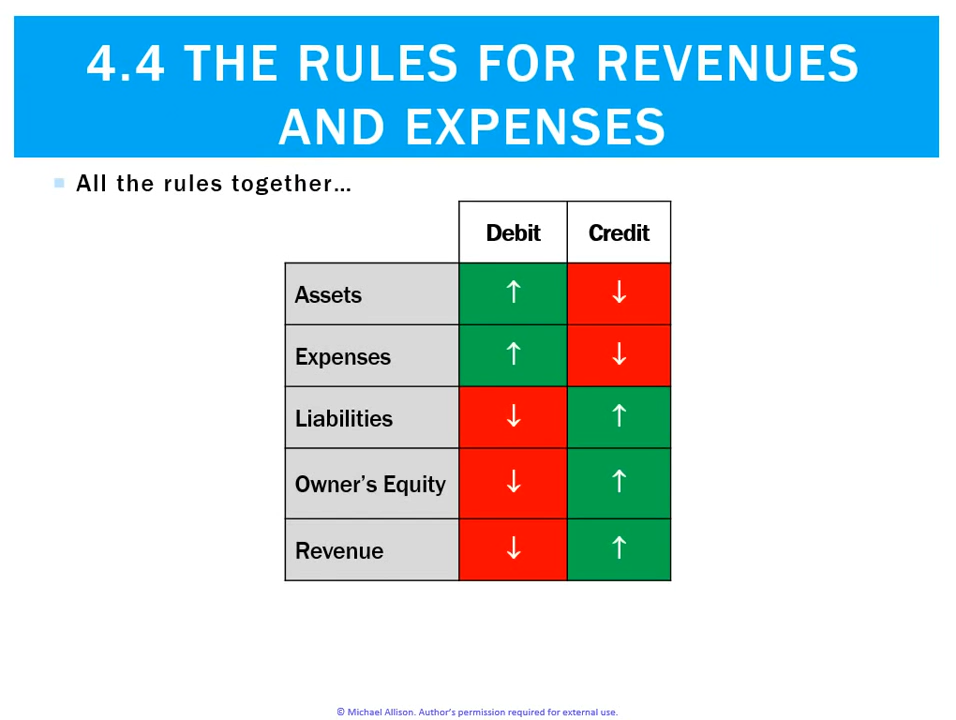 4.4 THE RULES FOR REVENUES
AND EXPENSES
All the rules together…
Debit Credit
Assets ↑ ↓
Expenses ↑ ↓
Liabilities ↓ ↑
Owner’s Equity ↓ ↑
Revenue ↓ ↑
© Michael Allison. Author’s permission required for external use.